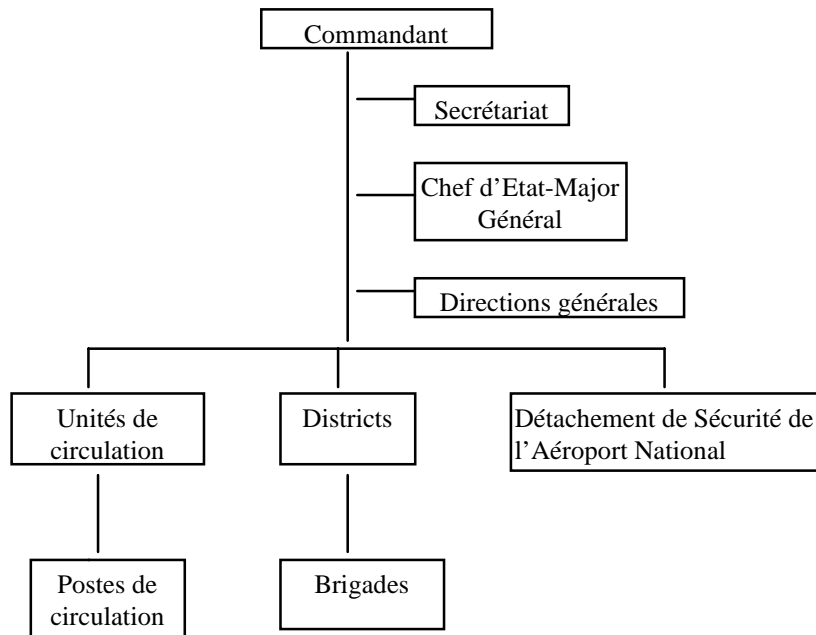 Commandant
Secrétariat
Chef d’Etat-Major
Général
Directions générales
Unités de
circulation
Districts
Détachement de Sécurité de
l’Aéroport National
Postes de
circulation
Brigades